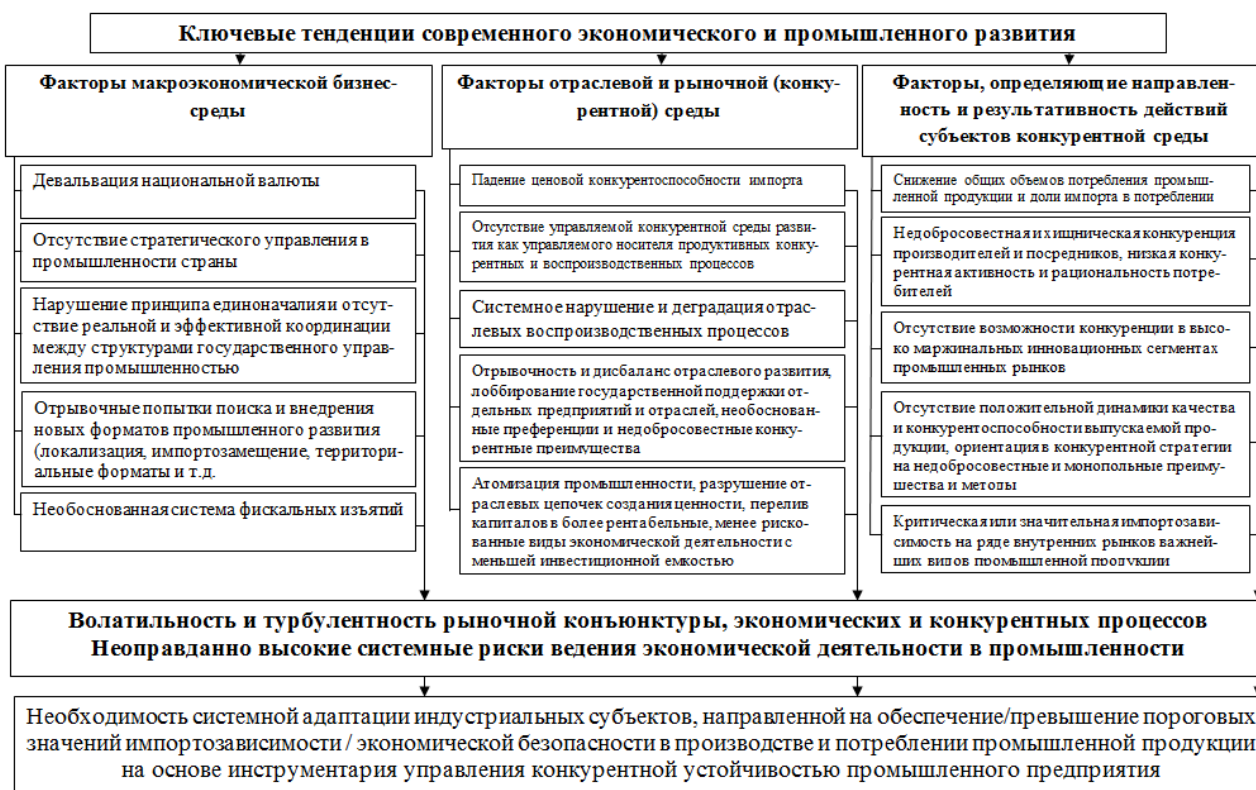 Ключевые тенденции современного экономического и промышленного развития
Факторы макроэкономической бизнес-
среды
Девальвация национальной валюты
Отсутствие стратегического управления в
промышленности страны
Нарушение принципа единоначалия и отсут-
ствие реальной и эффективной координации
между структурами государственного управ-
ления промышленностью
Отрывочные попытки поиска и внедрения
новых форматов промышленного развития
(локализация, импортозамещение, территори-
альные форматы и т.д.
Необоснованная система фискальных изъятий
Факторы отраслевой и рыночной (конку-
рентной) среды
Падение ценовой конкурентоспособности импорта
Отсутствие управляемой конкурентной среды разви-
тия как управляемого носителя продуктивных конку-
рентных и воспроизводственных процессов
Системное нарушение и деградация отрас-
левых воспроизводственных процессов
Отрывочность и дисбаланс отраслевого развития,
лоббирование государственной поддержки от-
дельных предприятий и отраслей, необоснован-
ные преференции и недобросовестные конку-
рентные преимущества
Атомизация промышленности, разрушение от-
раслевых цепочек создания ценности, перелив
капиталов в более рентабельные, менее риско-
ванные виды экономической деятельности с
меньшей инвестиционной емкостью
Факторы, определяющие направлен-
ность и результативность действий
субъектов конкурентной среды
Снижение общих объемов потребления промыш-
ленной продукции и доли импорта в потреблении
Недобросовестная и хищническая конкуренция
производителей и посредников, низкая конку-
рентная активность и рациональность потре-
бителей
Отсутствие возможности конкуренции в высо-
ко маржинальных инновационных сегментах
промышленных рынков
Отсутствие положительной динамики качества
и конкурентоспособности выпускаемой про-
дукции, ориентация в конкурентной стратегии
на недобросовестные и монопольные преиму-
щества и методы
Критическая или значительная импортозави-
симость на ряде внутренних рынков важней-
ших видов промышленной продукции
Волатильность и турбулентность рыночной конъюнктуры, экономических и конкурентных процессов
Неоправданно высокие системные риски ведения экономической деятельности в промышленности
Необходимость системной адаптации индустриальных субъектов, направленной на обеспечение/превышение пороговых
значений импортозависимости / экономической безопасности в производстве и потреблении промышленной продукции
на основе инструментария управления конкурентной устойчивостью промышленного предприятия